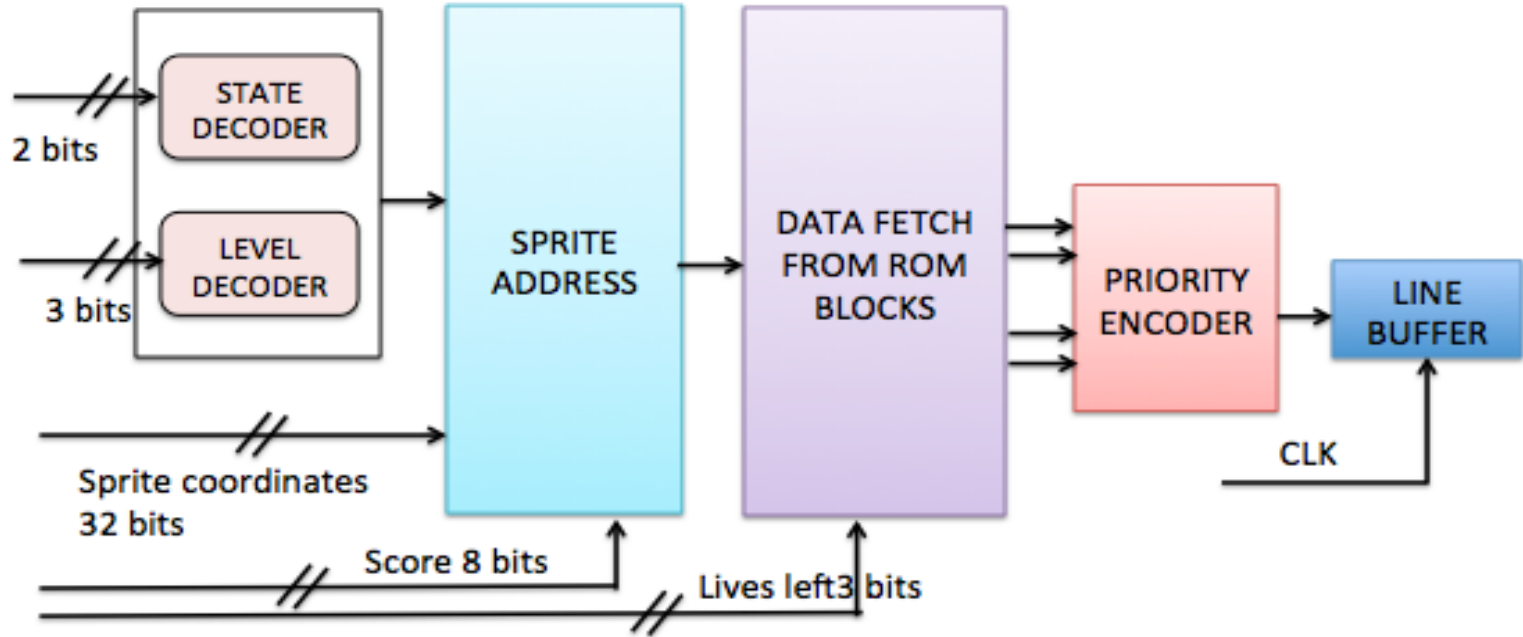 STATE
DECODER
2 bits
LEVEL
DECODER
3 bits
SPRITE
ADDRESS
DATA FETCH
FROM ROM
BLOCKS
PRIORITY
ENCODER
LINE
BUFFER
CLK
Sprite coordinates
32 bits
Score 8 bits
Lives left3 bits